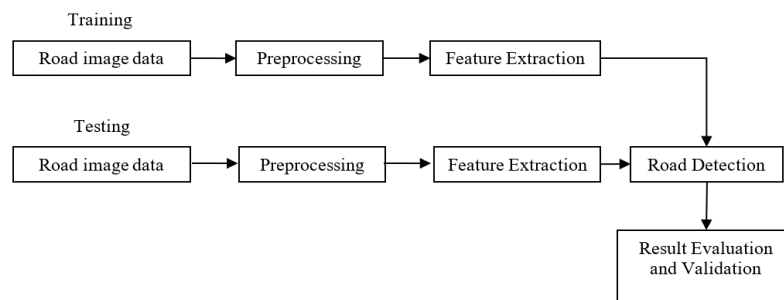 Training
Road image data
Preprocessing
Feature Extraction
Testing
Road image data
Preprocessing
Feature Extraction
Road Detection
Result Evaluation
and Validation